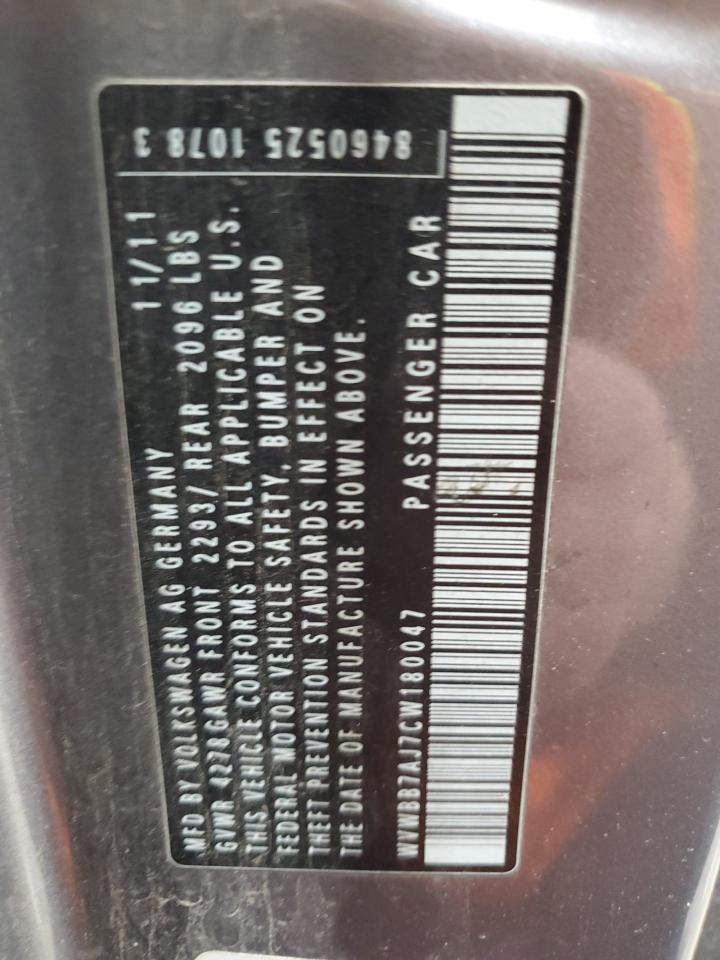 MFD BY VOLKSWAGEN AG GERMANY 11/11
GVWR 4278 GAWR FRONT 2293/ REAR 2096 LBS
THIS VEHICLE CONFORMS TO ALL APPLICABLE U.S.
FEDERAL MOTOR VEHICLE SAFETY, BUMPER AND
THEFT PREVENTION STANDARDS IN EFFECT ON
THE DATE OF MANUFACTURE SHOWN ABOVE.
WVWBB7AJ7CW180047 PASSENGER CAR
8460525 1078 3